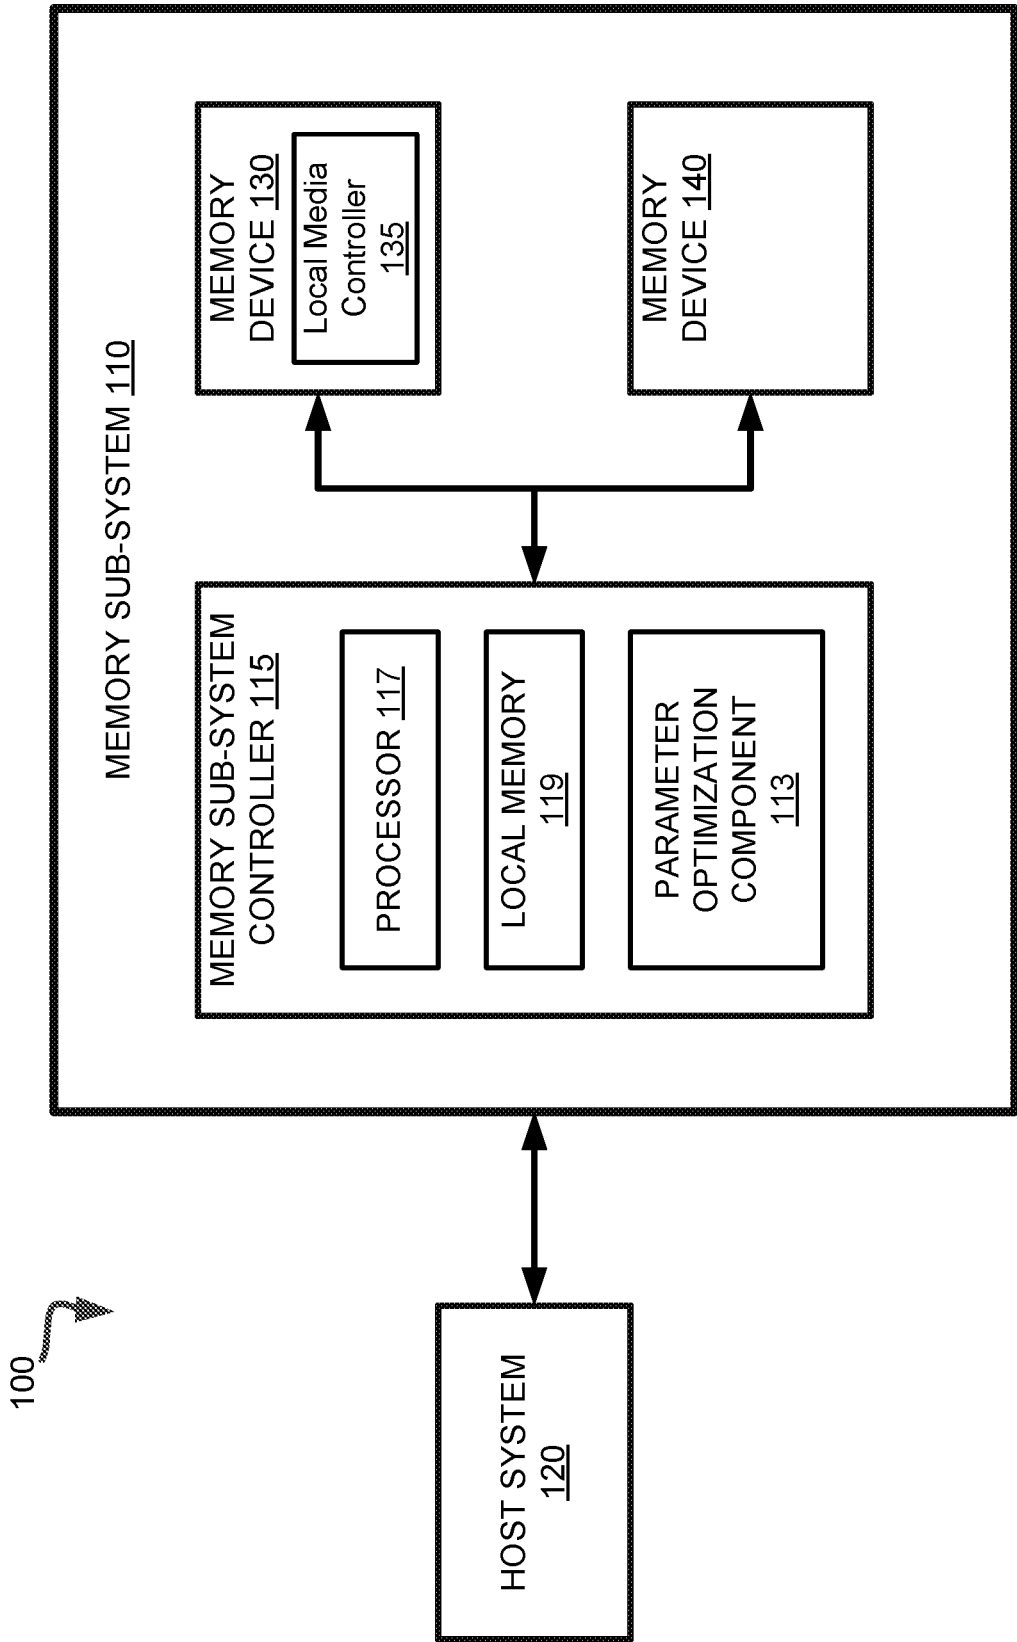 100
HOST SYSTEM
120
MEMORY SUB-SYSTEM 110
MEMORY SUB-SYSTEM
CONTROLLER 115
PROCESSOR 117
LOCAL MEMORY
119
PARAMETER
OPTIMIZATION
COMPONENT
113
MEMORY
DEVICE 130
Local Media
Controller
135
MEMORY
DEVICE 140